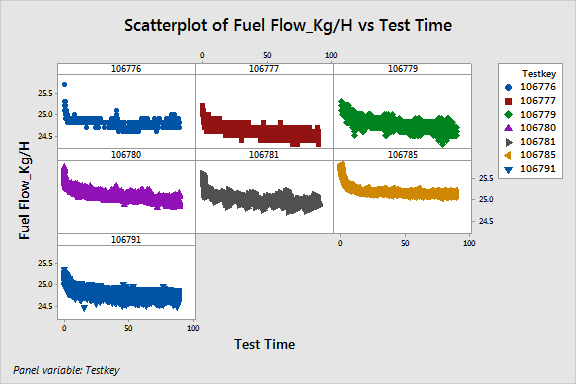 Scatterplot of Fuel Flow_Kg/H vs Test Time
0 50 100
106776 106777 106779
25.5
25.0
24.5
106780 106781 106785
25.5
25.0
24.5
106791
25.5
25.0
24.5
0 50 100
0 50 100
Fuel Flow_Kg/H
Test Time
Testkey
106776
106777
106779
106780
106781
106785
106791
Panel variable: Testkey